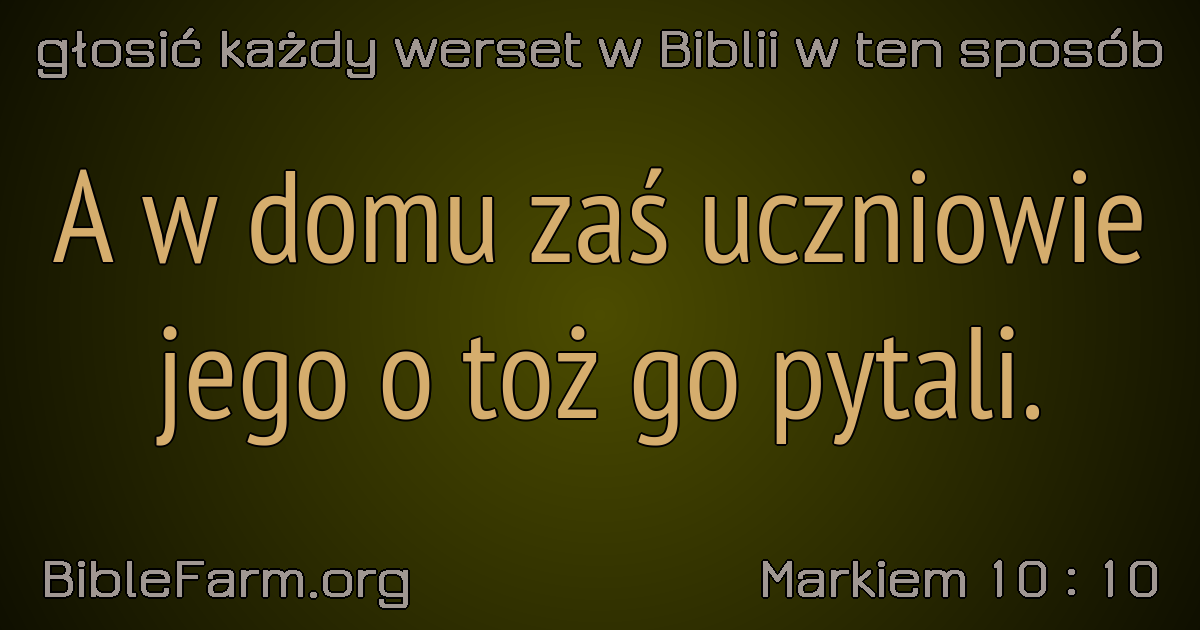 głosić każdy werset w Biblii w ten sposób
A w domu zaś uczniowie
jego o toż go pytali.
BibleFarm.org
Markiem 10 : 10